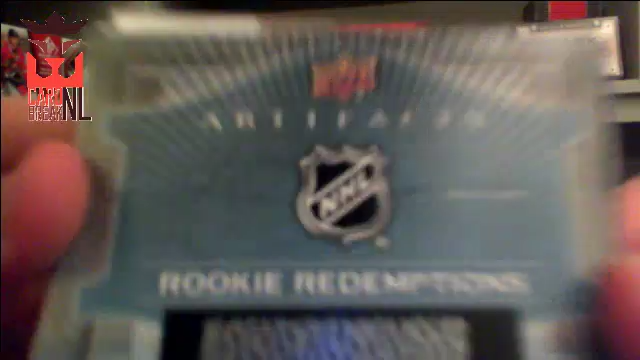 CARD
BREAK NL
ARTIFACTS
NHL
ROOKIE REDEMPTIONS